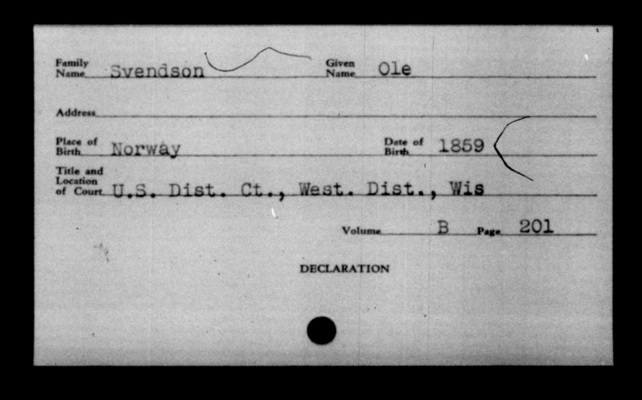 Family Name Svendson Given Name Ole
Address
Place of Birth Norway Date of Birth 1859
Title and Location of Court U.S. Dist. Ct., West. Dist., Wis
Volume B Page 201
DECLARATION